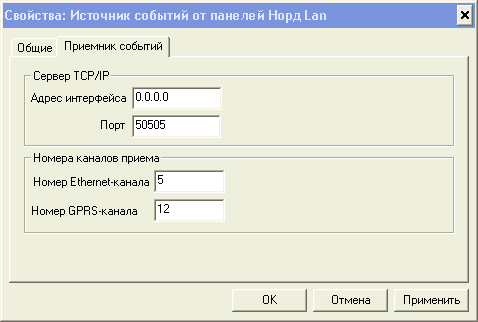 Свойства: Источник событий от панелей Норд Lan
Общие
Приемник событий
Сервер TCP/IP
Адрес интерфейса 0.0.0.0
Порт 50505
Номера каналов приема
Номер Ethernet-канала 5
Номер GPRS-канала 12
OK Отмена Применить